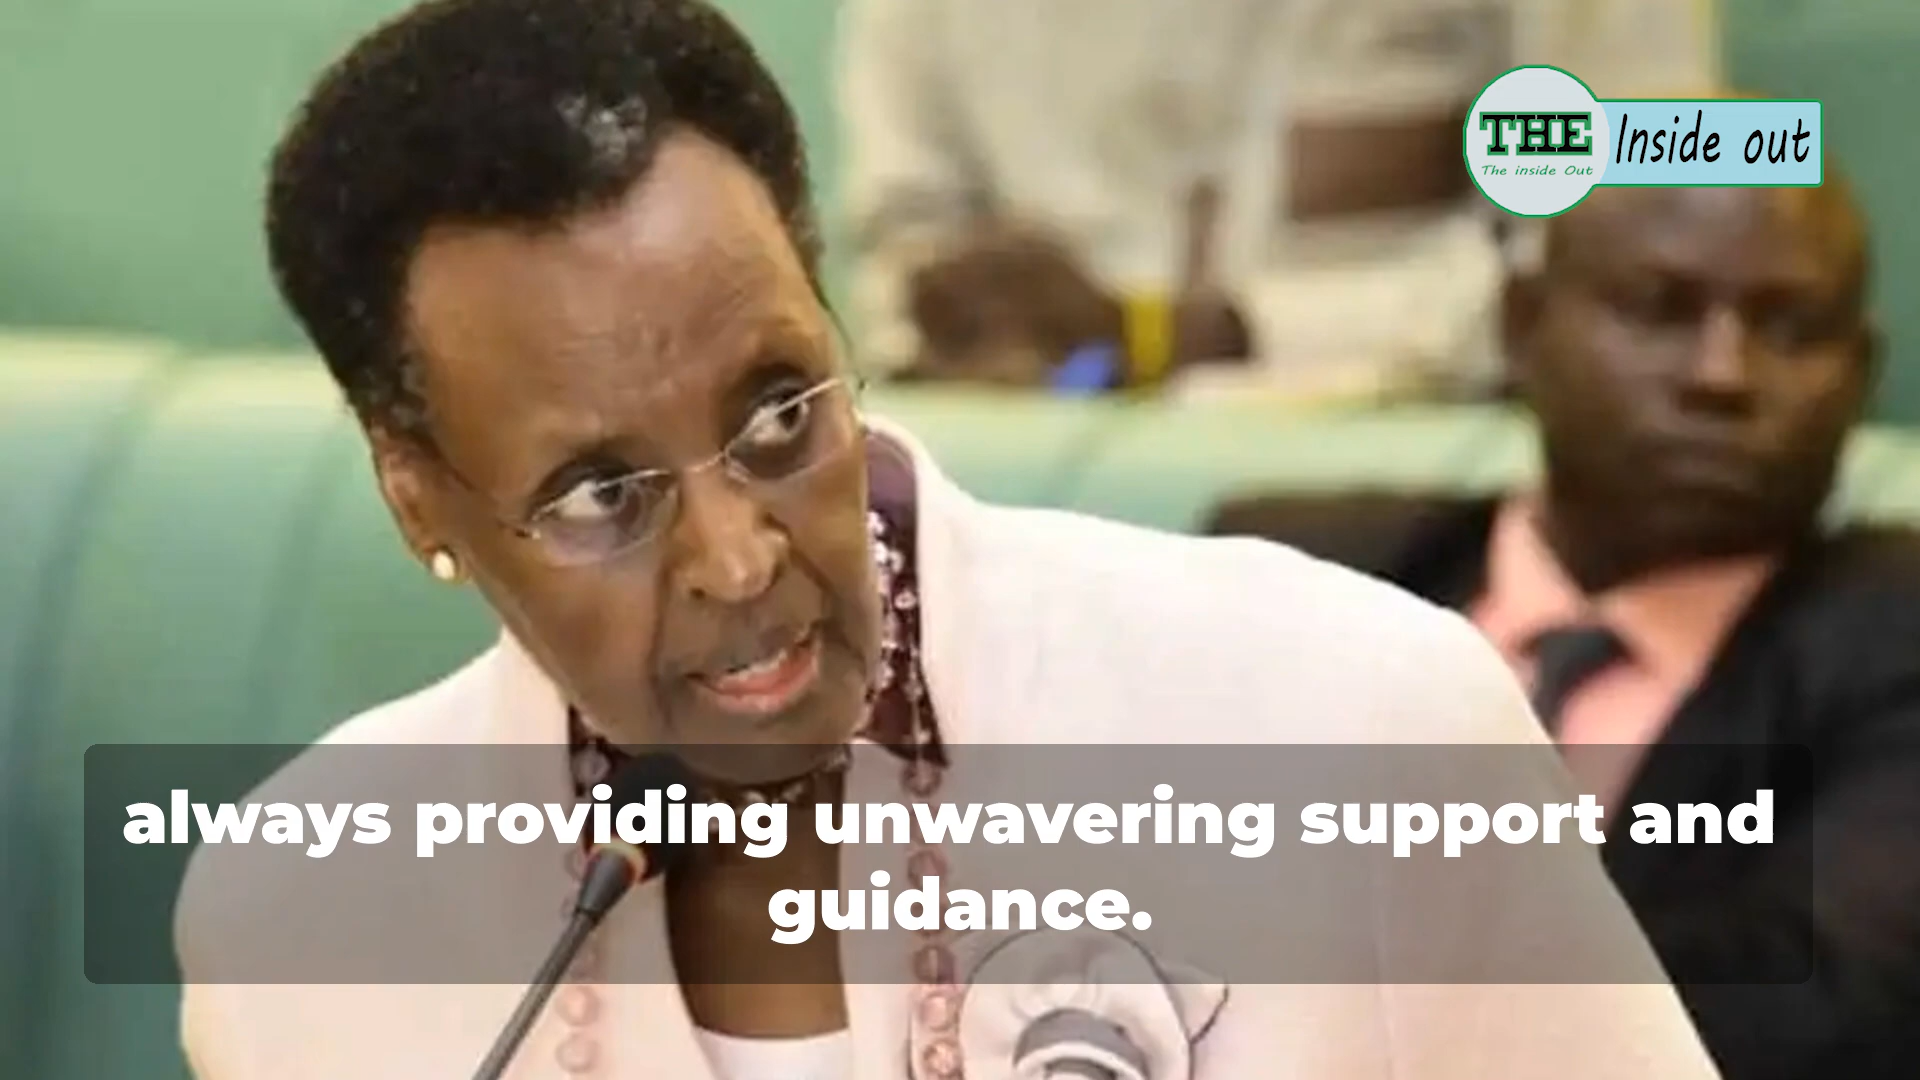 THE
The inside Out
Inside out
always providing unwavering support and
guidance.